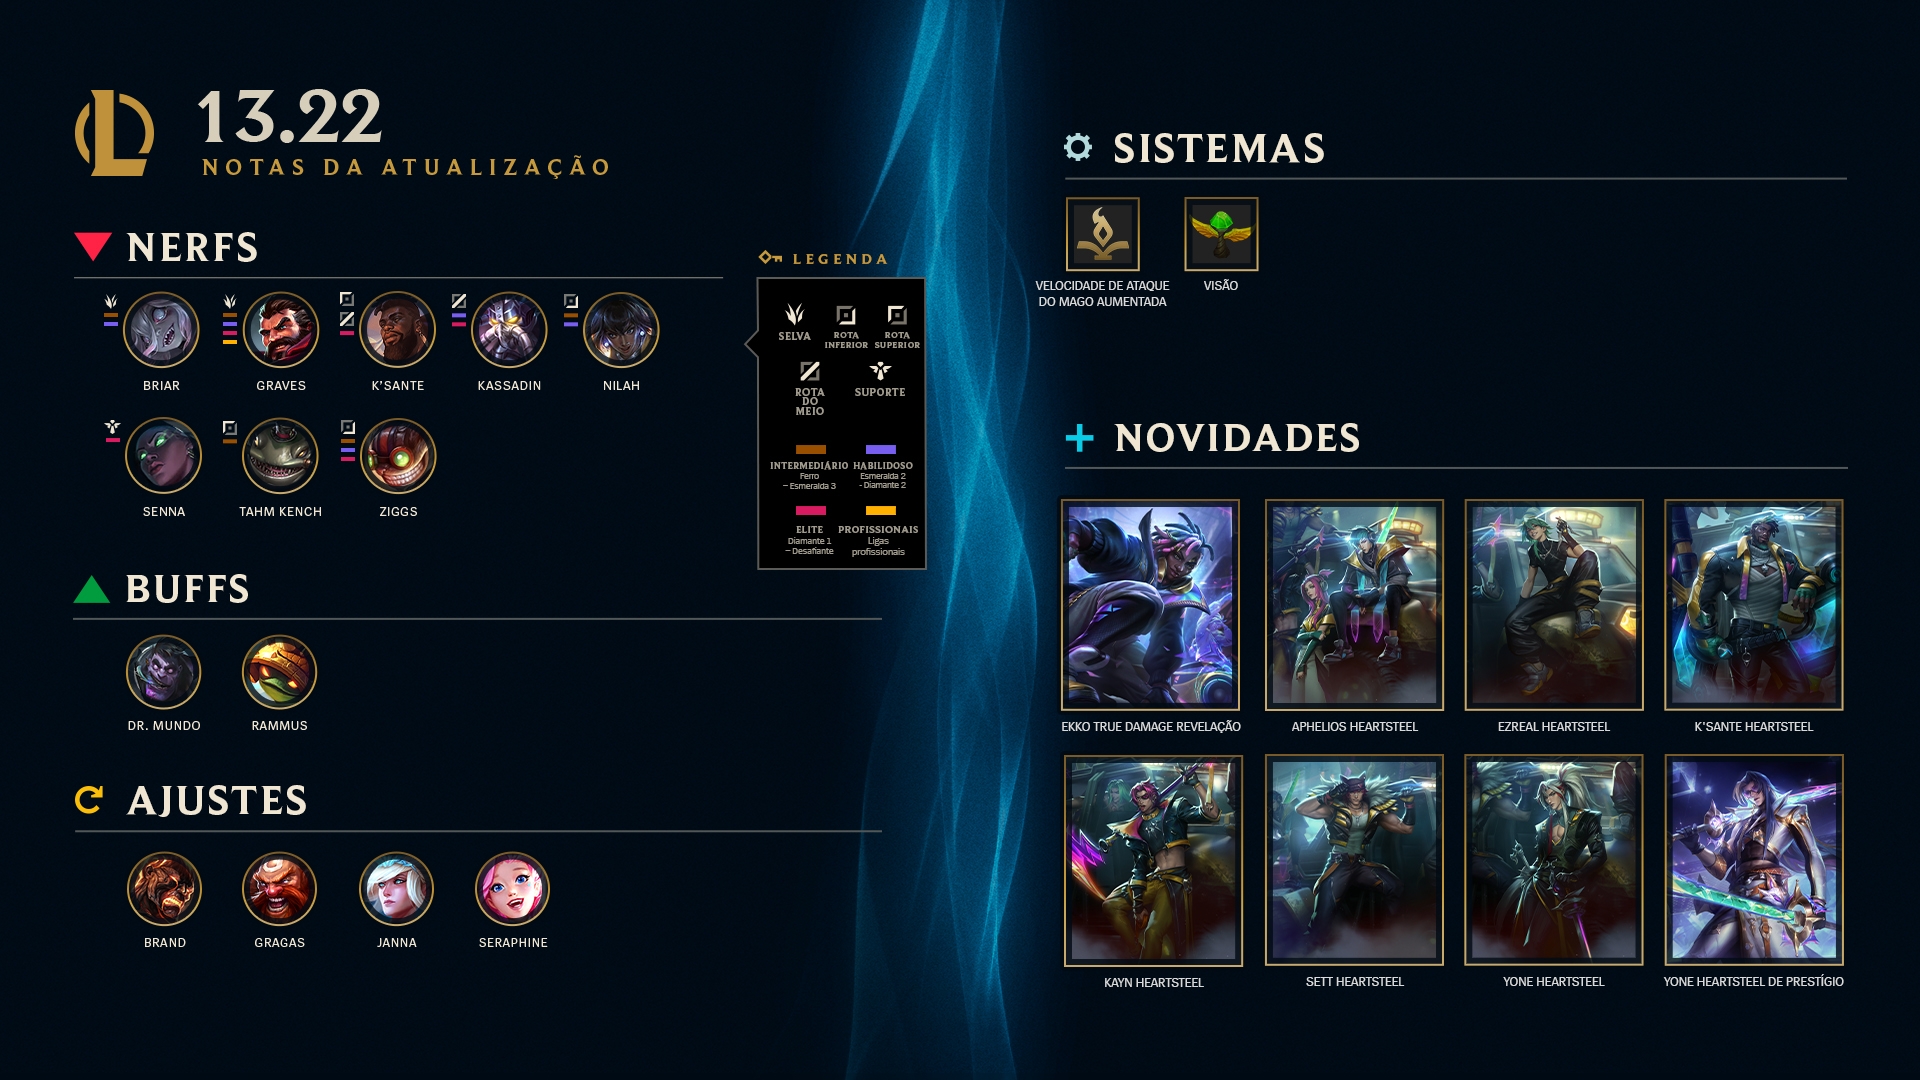 13.22
NOTAS DA ATUALIZAÇÃO
NERFS
BRIAR
GRAVES
K'SANTE
KASSADIN
NILAH
SENNA
TAHM KENCH
ZIGGS
LEGENDA
SELVA
ROTA
INFERIOR
ROTA
SUPERIOR
ROTA
DO
MEIO
SUPORTE
INTERMEDIÁRIO
Ferro
– Esmeralda 3
HABILIDOSO
Esmeralda 2
- Diamante 2
ELITE
Diamante 1
– Desafiante
PROFISSIONAIS
Ligas
profissionais
BUFFS
DR. MUNDO
RAMMUS
AJUSTES
BRAND
GRAGAS
JANNA
SERAPHINE
SISTEMAS
VELOCIDADE DE ATAQUE
DO MAGO AUMENTADA
VISÃO
NOVIDADES
EKKO TRUE DAMAGE REVELAÇÃO
APHELIOS HEARTSTEEL
EZREAL HEARTSTEEL
K'SANTE HEARTSTEEL
KAYN HEARTSTEEL
SETT HEARTSTEEL
YONE HEARTSTEEL
YONE HEARTSTEEL DE PRESTÍGIO